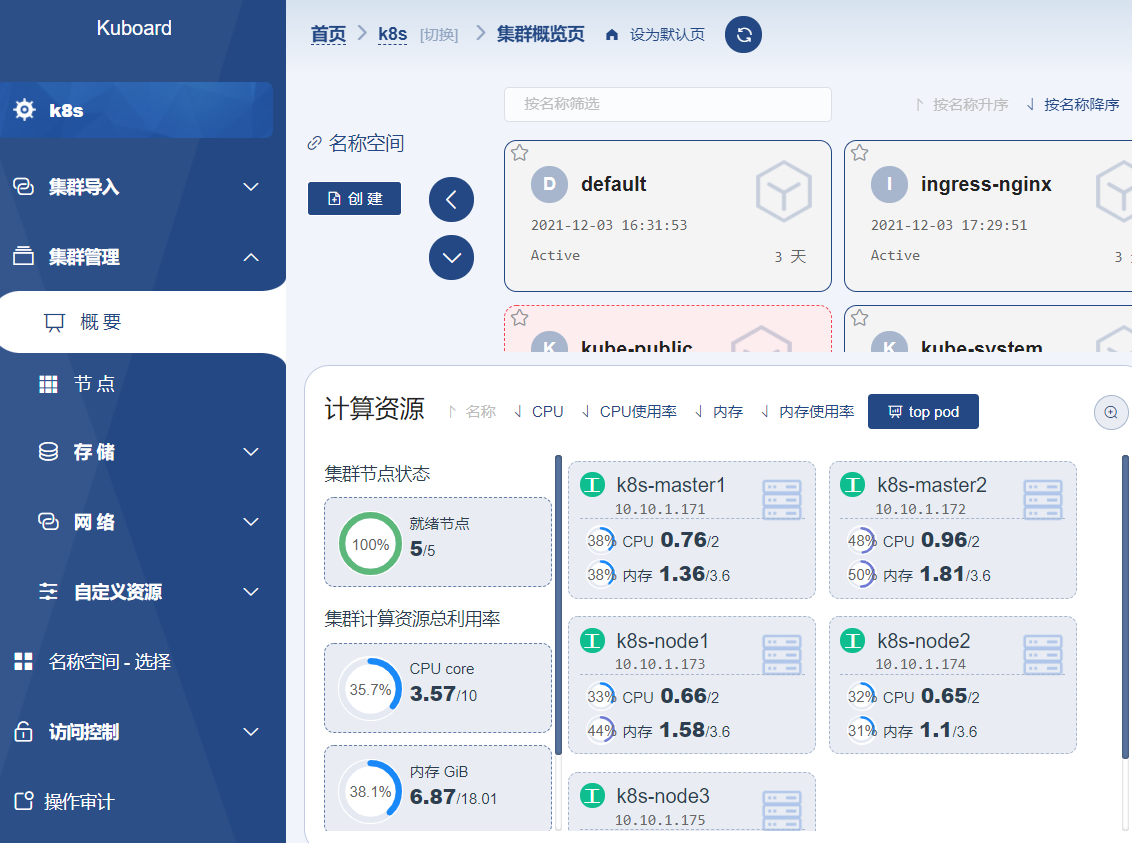 Kuboard
k8s
集群导入
集群管理
概 要
节 点
存 储
网 络
自定义资源
名称空间 - 选择
访问控制
操作审计
首页 k8s [切换] 集群概览页 设为默认页
按名称筛选 按名称升序 按名称降序
名称空间
创 建
D default
2021-12-03 16:31:53
Active 3 天
I ingress-nginx
2021-12-03 17:29:51
Active 3
K kube-public
K kube-system
计算资源 名称 CPU CPU使用率 内存 内存使用率 top pod
集群节点状态
100% 就绪节点
5/5
集群计算资源总利用率
35.7% CPU core
3.57/10
38.1% 内存 GiB
6.87/18.01
k8s-master1
10.10.1.171
38% CPU 0.76/2
38% 内存 1.36/3.6
k8s-master2
10.10.1.172
48% CPU 0.96/2
50% 内存 1.81/3.6
k8s-node1
10.10.1.173
33% CPU 0.66/2
44% 内存 1.58/3.6
k8s-node2
10.10.1.174
32% CPU 0.65/2
31% 内存 1.1/3.6
k8s-node3
10.10.1.175